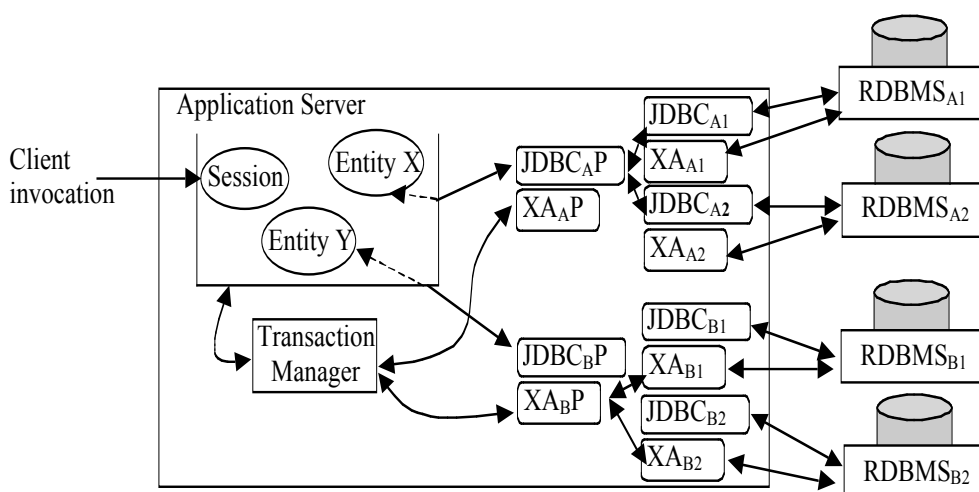 Application Server
Client
invocation
Session
Entity X
Entity Y
Transaction
Manager
JDBCAP
XAAP
JDBCBP
XABP
JDBCA1
XAA1
JDBCA2
XAA2
JDBCB1
XAB1
JDBCB2
XAB2
RDBMSA1
RDBMSA2
RDBMSB1
RDBMSB2